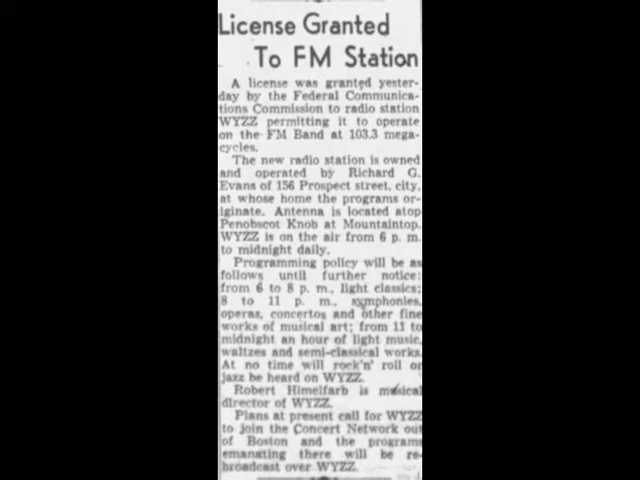 License Granted
To FM Station
A license was granted yester-
day by the Federal Communica-
tions Commission to radio station
WYZZ permitting it to operate
on the FM Band at 103.3 mega-
cycles.
The new radio station is owned
and operated by Richard G.
Evans of 156 Prospect street, city,
at whose home the programs or-
iginate. Antenna is located atop
Penobscot Knob at Mountaintop.
WYZZ is on the air from 6 p. m.
to midnight daily.
Programming policy will be as
follows until further notice:
from 6 to 8 p. m., light classics;
8 to 11 p. m., symphonies,
operas, concertos and other fine
works of musical art; from 11 to
midnight an hour of light music,
waltzes and semi-classical works.
At no time will rock'n' roll or
jazz be heard on WYZZ.
Robert Himelfarb is musical
director of WYZZ.
Plans at present call for WYZZ
to join the Concert Network out
of Boston and the programs
emanating there will be re-
broadcast over WYZZ.